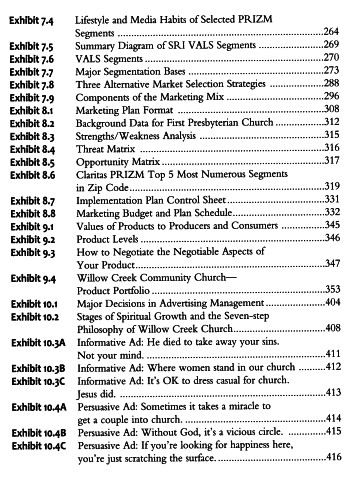 Exhibit 7.4 Lifestyle and Media Habits of Selected PRIZM
Segments ....................................................264
Exhibit 7.5 Summary Diagram of SRI VALS Segments ...................269
Exhibit 7.6 VALS Segments ..............................................270
Exhibit 7.7 Major Segmentation Bases ...................................273
Exhibit 7.8 Three Alternative Market Selection Strategies ................288
Exhibit 7.9 Components of the Marketing Mix .........................296
Exhibit 8.1 Marketing Plan Format ......................................308
Exhibit 8.2 Background Data for First Presbyterian Church ............312
Exhibit 8.3 Strengths/Weakness Analysis ................................315
Exhibit 8.4 Threat Matrix ................................................316
Exhibit 8.5 Opportunity Matrix..........................................317
Exhibit 8.6 Claritas PRIZM Top 5 Most Numerous Segments
in Zip Code...................................................319
Exhibit 8.7 Implementation Plan Control Sheet..........................331
Exhibit 8.8 Marketing Budget and Plan Schedule........................332
Exhibit 9.1 Values of Products to Producers and Consumers ............345
Exhibit 9.2 Product Levels ...............................................346
Exhibit 9.3 How to Negotiate the Negotiable Aspects of
Your Product..................................................347
Exhibit 9.4 Willow Creek Community Church—
Product Portfolio .............................................353
Exhibit 10.1 Major Decisions in Advertising Management................404
Exhibit 10.2 Stages of Spiritual Growth and the Seven-step
Philosophy of Willow Creek Church........................408
Exhibit 10.3A Informative Ad: He died to take away your sins.
Not your mind. ..............................................411
Exhibit 10.3B Informative Ad: Where women stand in our church .........412
Exhibit 10.3C Informative Ad: It's OK to dress casual for church.
Jesus did. .....................................................413
Exhibit 10.4A Persuasive Ad: Sometimes it takes a miracle to
get a couple into church. ....................................414
Exhibit 10.4B Persuasive Ad: Without God, it's a vicious circle. ...........415
Exhibit 10.4C Persuasive Ad: If you're looking for happiness here,
you're just scratching the surface............................416